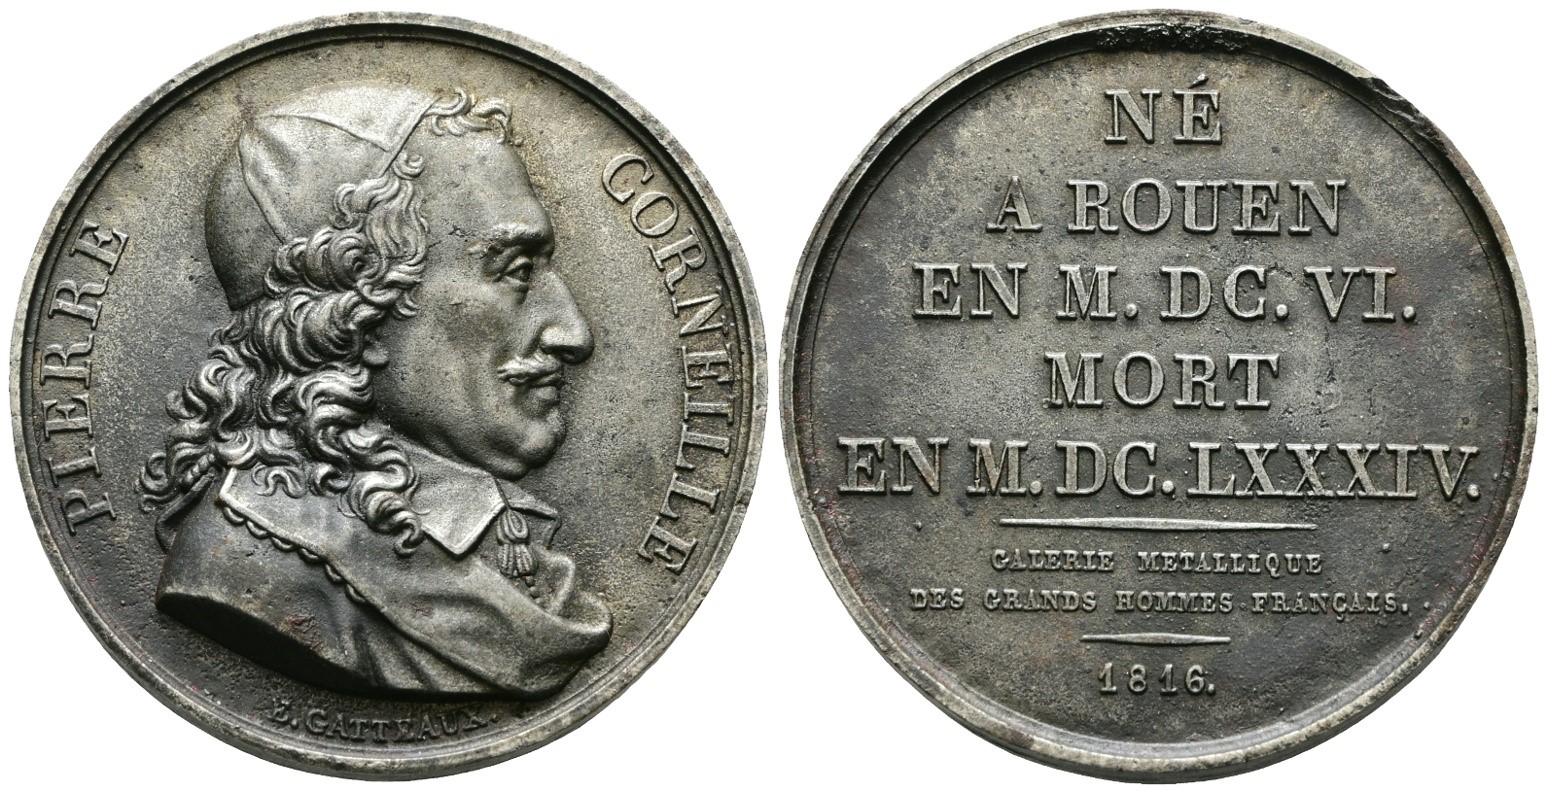 PIERRE
CORNEILLE
E. GATTEAUX.
NÉ
A ROUEN
EN M. DC. VI.
MORT
EN M. DC. LXXXIV.
GALERIE METALLIQUE
DES GRANDS HOMMES FRANÇAIS.
1816.